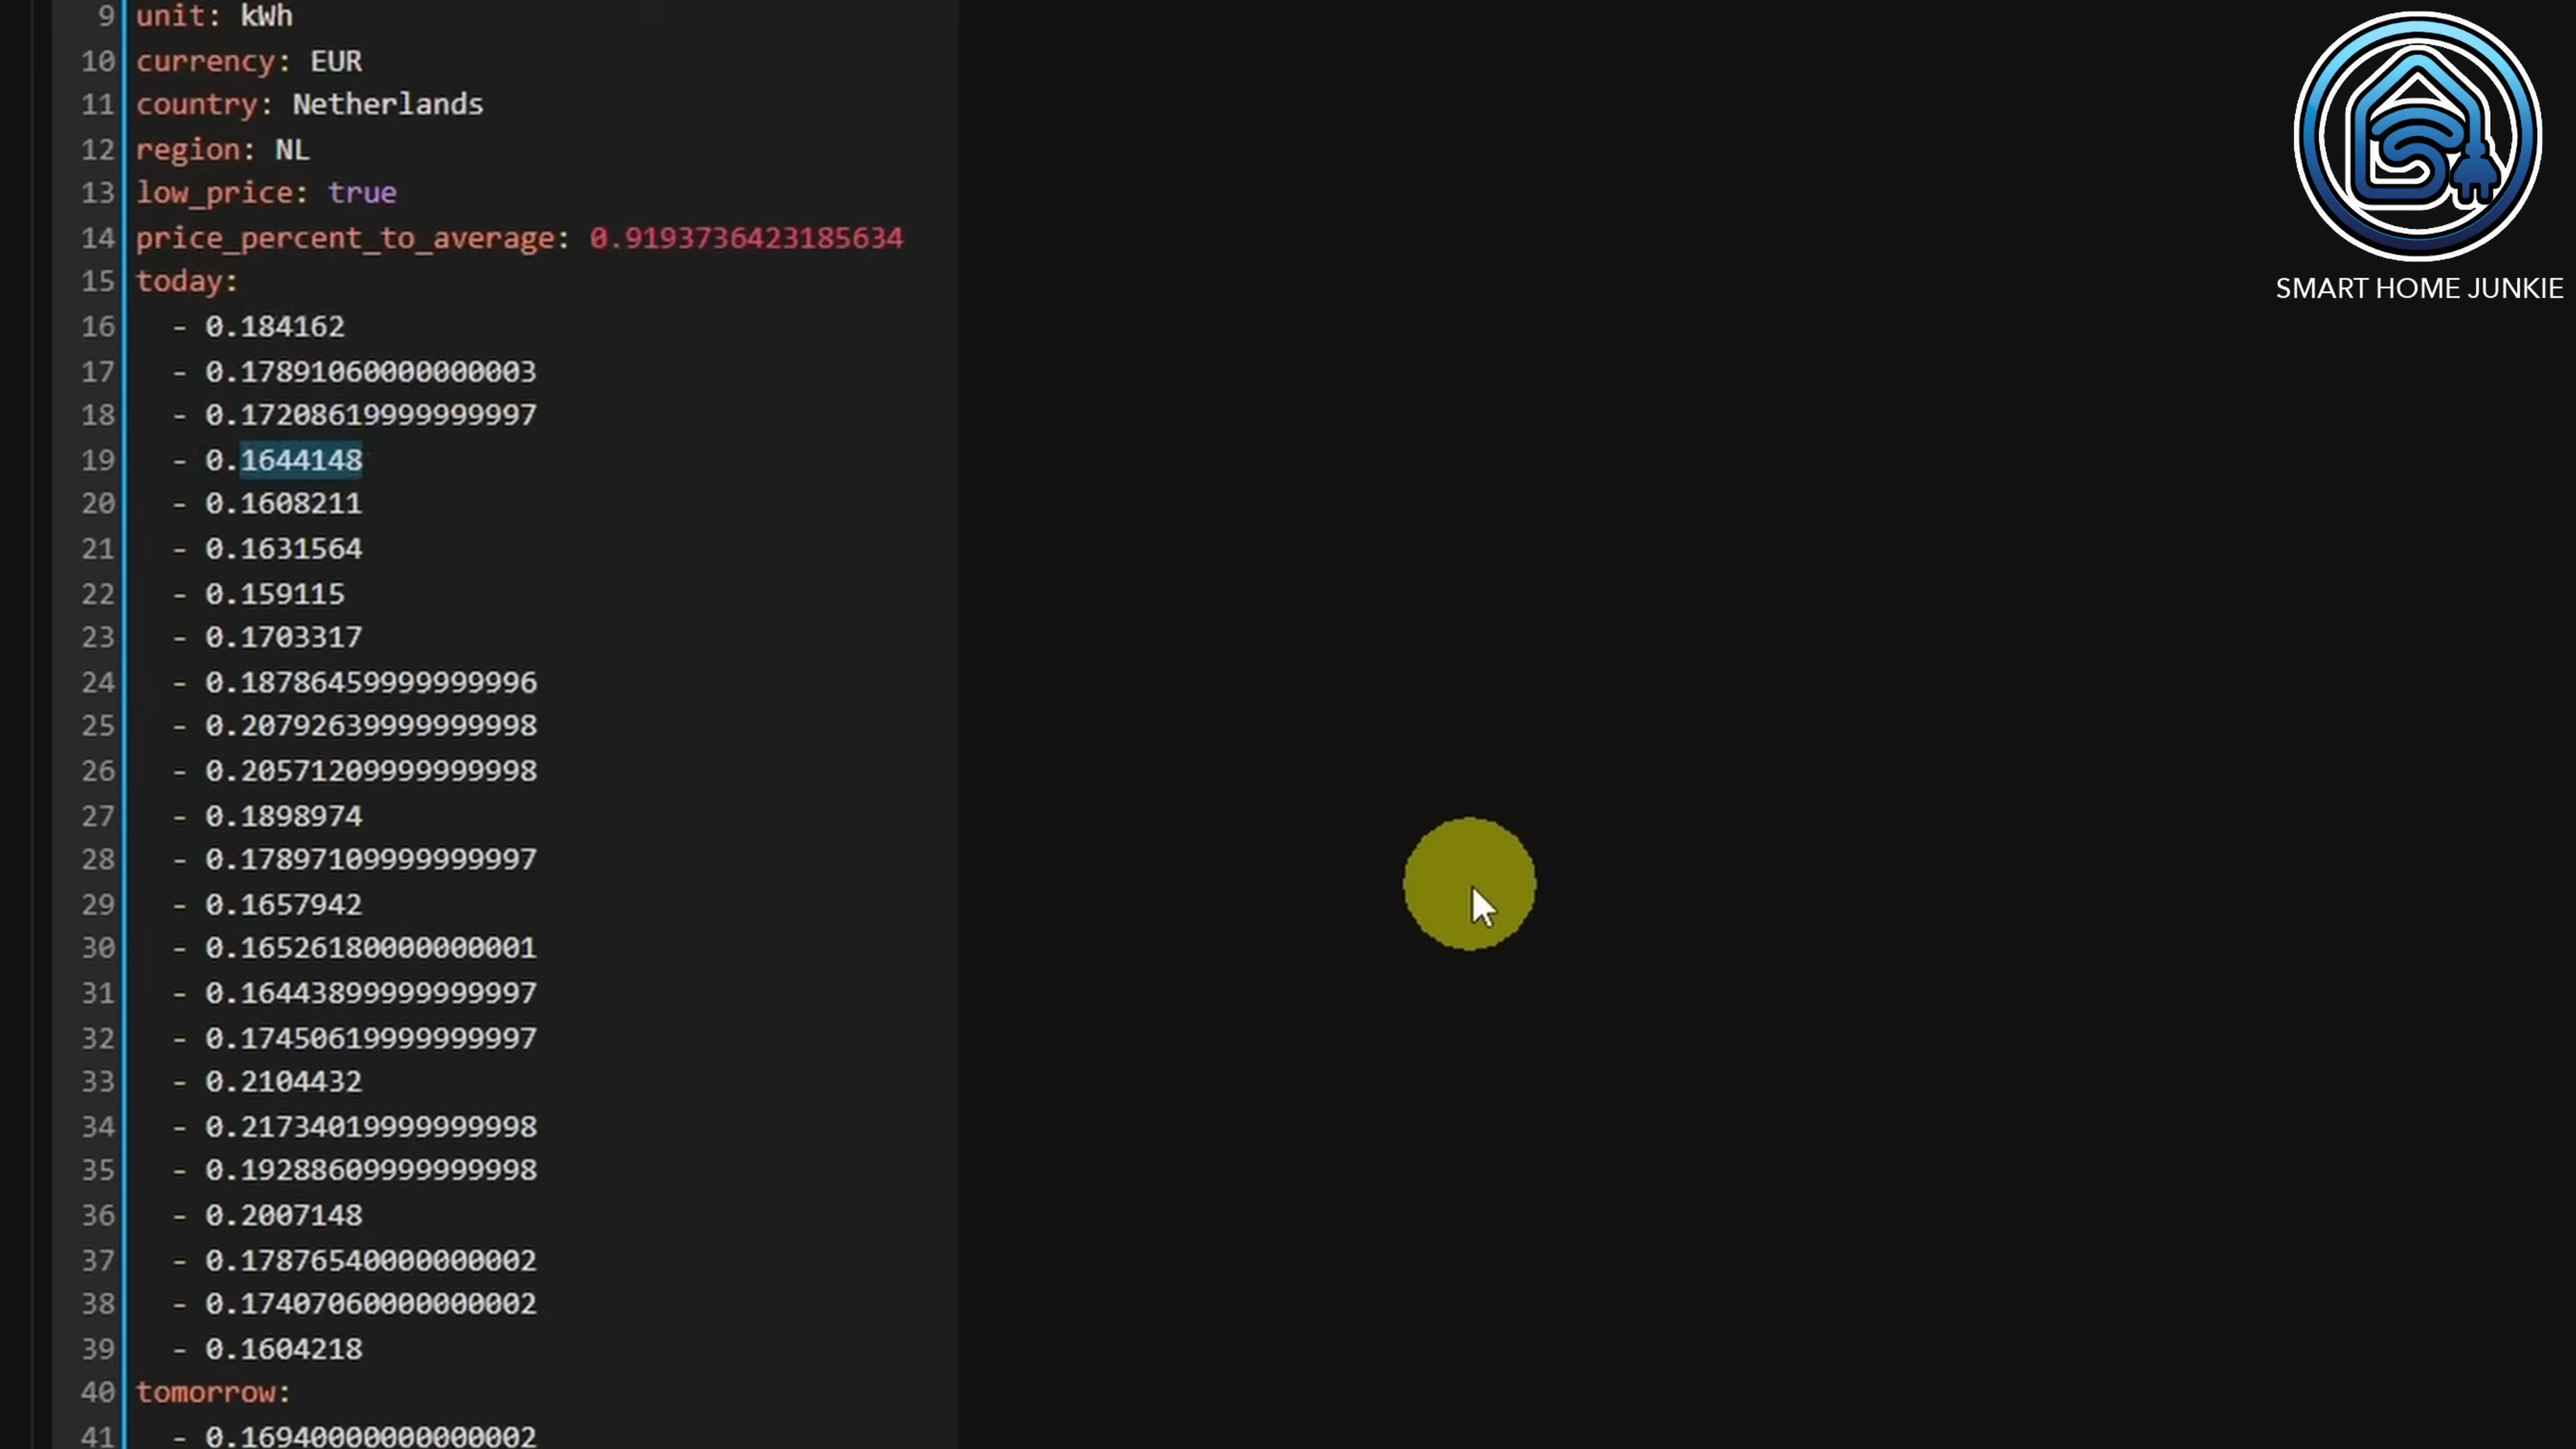 9 unit: kWh
10 currency: EUR
11 country: Netherlands
12 region: NL
13 low_price: true
14 price_percent_to_average: 0.9193736423185634
15 today:
16 - 0.184162
17 - 0.17891060000000003
18 - 0.17208619999999997
19 - 0.1644148
20 - 0.1608211
21 - 0.1631564
22 - 0.159115
23 - 0.1703317
24 - 0.18786459999999996
25 - 0.20792639999999998
26 - 0.20571209999999998
27 - 0.1898974
28 - 0.17897109999999997
29 - 0.1657942
30 - 0.16526180000000001
31 - 0.16443899999999997
32 - 0.17450619999999997
33 - 0.2104432
34 - 0.21734019999999998
35 - 0.19288609999999998
36 - 0.2007148
37 - 0.17876540000000002
38 - 0.17407060000000002
39 - 0.1604218
40 tomorrow:
41 - 0.16940000000000002
SMART HOME JUNKIE